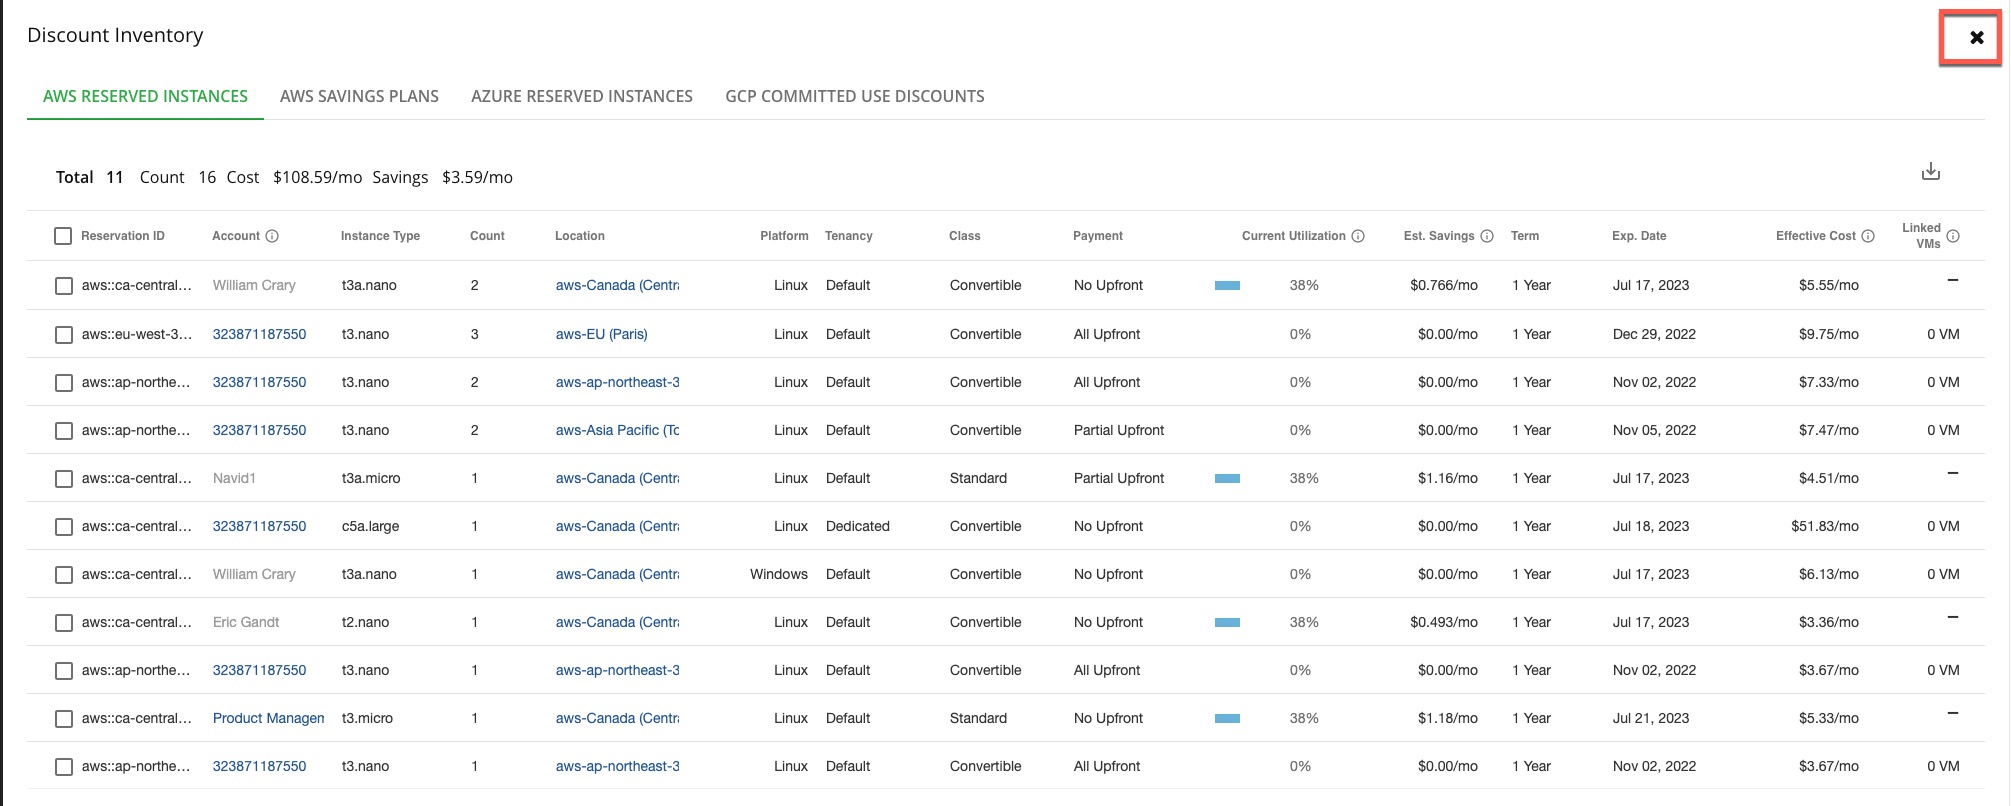 Discount Inventory
AWS RESERVED INSTANCES AWS SAVINGS PLANS AZURE RESERVED INSTANCES GCP COMMITTED USE DISCOUNTS
Total 11 Count 16 Cost $108.59/mo Savings $3.59/mo
Reservation ID Account Instance Type Count Location Platform Tenancy Class Payment Current Utilization Est. Savings Term Exp. Date Effective Cost Linked VMs
aws::ca-central... William Crary t3a.nano 2 aws-Canada (Centr Linux Default Convertible No Upfront 38% $0.766/mo 1 Year Jul 17, 2023 $5.55/mo –
aws::eu-west-3... 323871187550 t3.nano 3 aws-EU (Paris) Linux Default Convertible All Upfront 0% $0.00/mo 1 Year Dec 29, 2022 $9.75/mo 0 VM
aws::ap-northe... 323871187550 t3.nano 2 aws-ap-northeast-3 Linux Default Convertible All Upfront 0% $0.00/mo 1 Year Nov 02, 2022 $7.33/mo 0 VM
aws::ap-northe... 323871187550 t3.nano 2 aws-Asia Pacific (To Linux Default Convertible Partial Upfront 0% $0.00/mo 1 Year Nov 05, 2022 $7.47/mo 0 VM
aws::ca-central... Navid1 t3a.micro 1 aws-Canada (Centr Linux Default Standard Partial Upfront 38% $1.16/mo 1 Year Jul 17, 2023 $4.51/mo –
aws::ca-central... 323871187550 c5a.large 1 aws-Canada (Centr Linux Dedicated Convertible No Upfront 0% $0.00/mo 1 Year Jul 18, 2023 $51.83/mo 0 VM
aws::ca-central... William Crary t3a.nano 1 aws-Canada (Centr Windows Default Convertible No Upfront 0% $0.00/mo 1 Year Jul 17, 2023 $6.13/mo 0 VM
aws::ca-central... Eric Gandt t2.nano 1 aws-Canada (Centr Linux Default Convertible No Upfront 38% $0.493/mo 1 Year Jul 17, 2023 $3.36/mo –
aws::ap-northe... 323871187550 t3.nano 1 aws-ap-northeast-3 Linux Default Convertible All Upfront 0% $0.00/mo 1 Year Nov 02, 2022 $3.67/mo 0 VM
aws::ca-central... Product Managen t3.micro 1 aws-Canada (Centr Linux Default Standard No Upfront 38% $1.18/mo 1 Year Jul 21, 2023 $5.33/mo –
aws::ap-northe... 323871187550 t3.nano 1 aws-ap-northeast-3 Linux Default Convertible All Upfront 0% $0.00/mo 1 Year Nov 02, 2022 $3.67/mo 0 VM